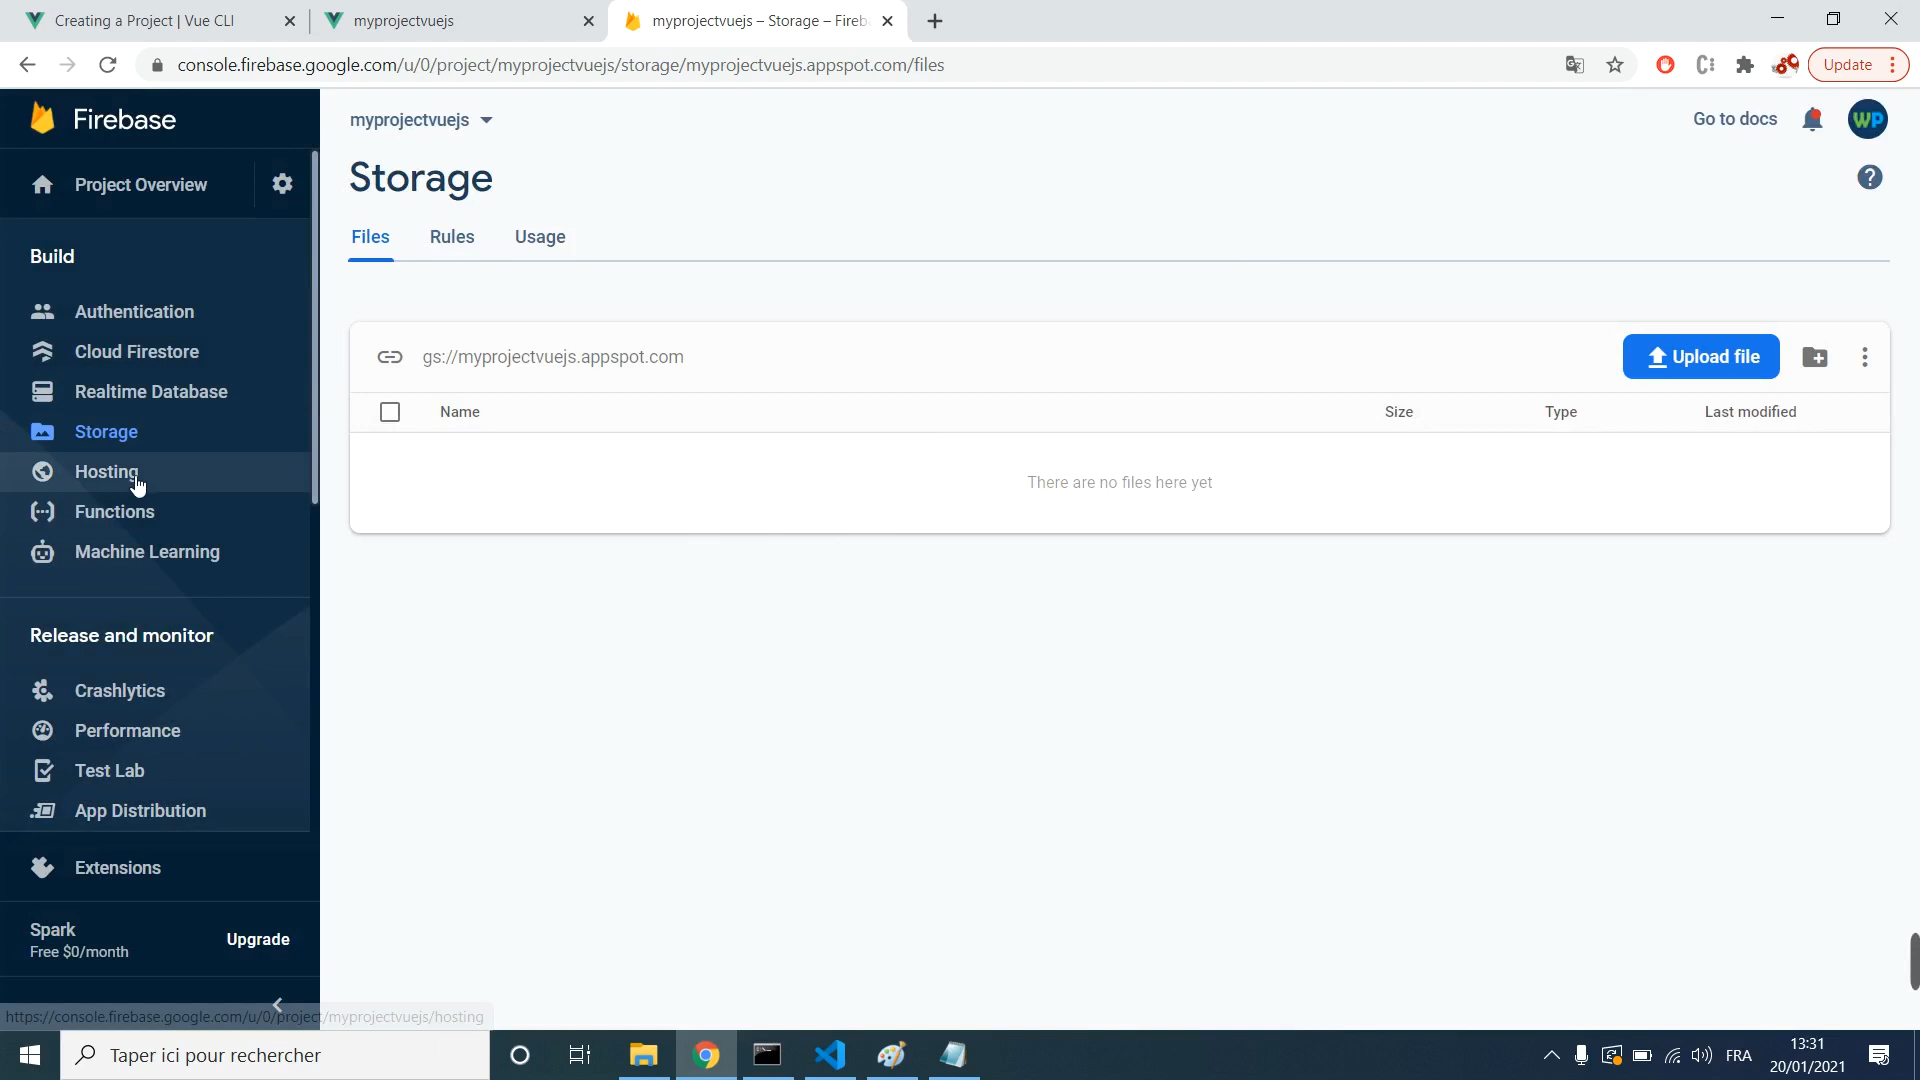 Creating a Project | Vue CLI
myprojectvuejs
myprojectvuejs – Storage – Fireb
console.firebase.google.com/u/0/project/myprojectvuejs/storage/myprojectvuejs.appspot.com/files
Update
Firebase
myprojectvuejs
Go to docs
WP
Project Overview
Storage
Files
Rules
Usage
Build
Authentication
Cloud Firestore
Realtime Database
Storage
Hosting
Functions
Machine Learning
gs://myprojectvuejs.appspot.com
Upload file
Name
Size
Type
Last modified
There are no files here yet
Release and monitor
Crashlytics
Performance
Test Lab
App Distribution
Extensions
Spark
Free $0/month
Upgrade
https://console.firebase.google.com/u/0/project/myprojectvuejs/hosting
Taper ici pour rechercher
FRA
13:31
20/01/2021